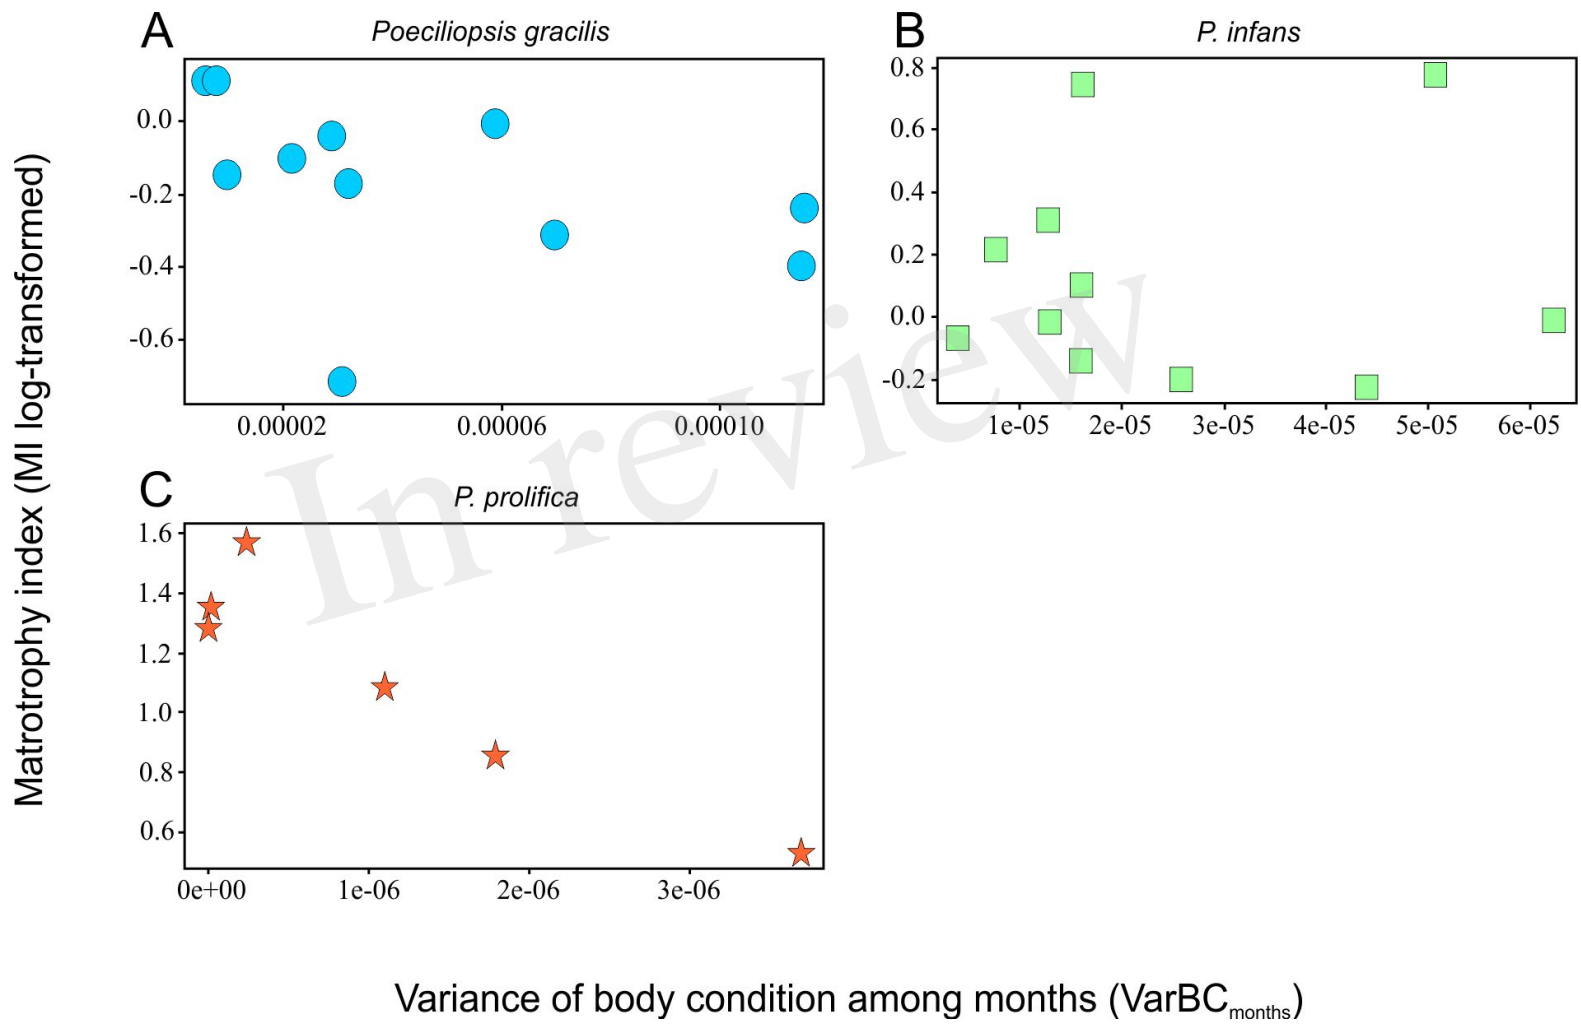 A
Poeciliopsis gracilis
0.0
-0.2
-0.4
-0.6
0.00002
0.00006
0.00010
B
P. infans
0.8
0.6
0.4
0.2
0.0
-0.2
1e-05
2e-05
3e-05
4e-05
5e-05
6e-05
C
P. prolifica
1.6
1.4
1.2
1.0
0.8
0.6
0e+00
1e-06
2e-06
3e-06
Matrotrophy index (MI log-transformed)
Variance of body condition among months (VarBCmonths)
In review